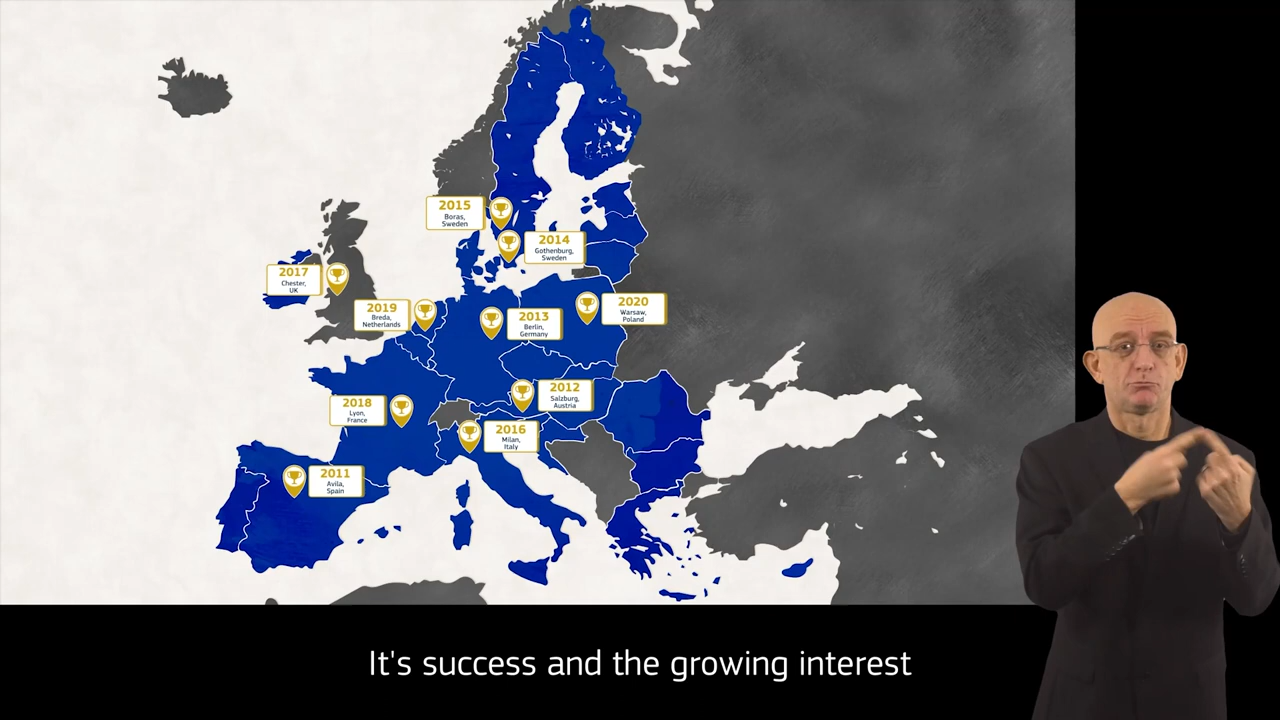 2015
Boras,
Sweden
2014
Gothenburg,
Sweden
2017
Chester,
UK
2019
Breda,
Netherlands
2013
Berlin,
Germany
2020
Warsaw,
Poland
2018
Lyon,
France
2012
Salzburg,
Austria
2016
Milan,
Italy
2011
Avila,
Spain
It's success and the growing interest